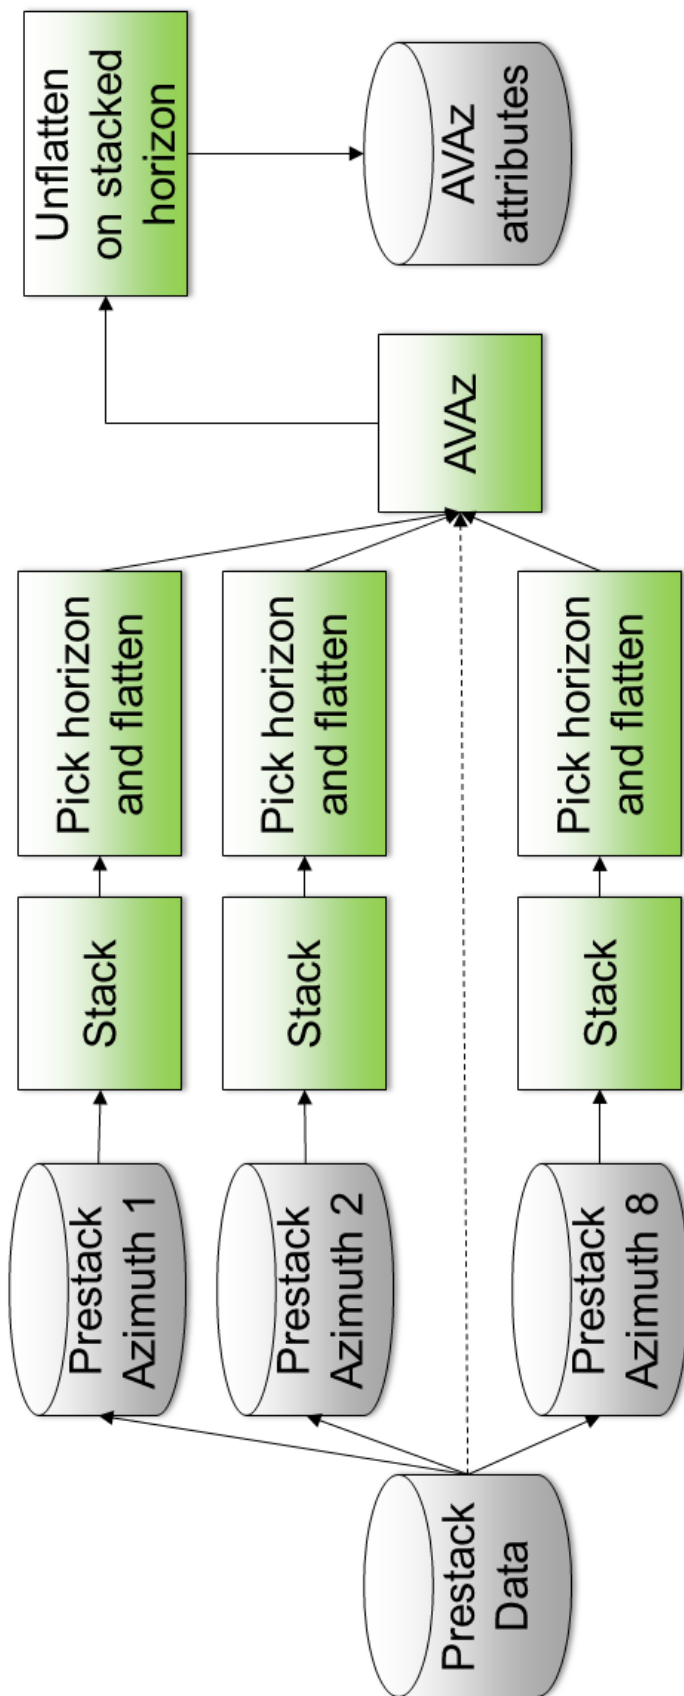 Prestack
Data
Prestack
Azimuth 1
Stack
Pick horizon
and flatten
Prestack
Azimuth 2
Stack
Pick horizon
and flatten
Prestack
Azimuth 8
Stack
Pick horizon
and flatten
AVAz
Unflatten
on stacked
horizon
AVAz
attributes